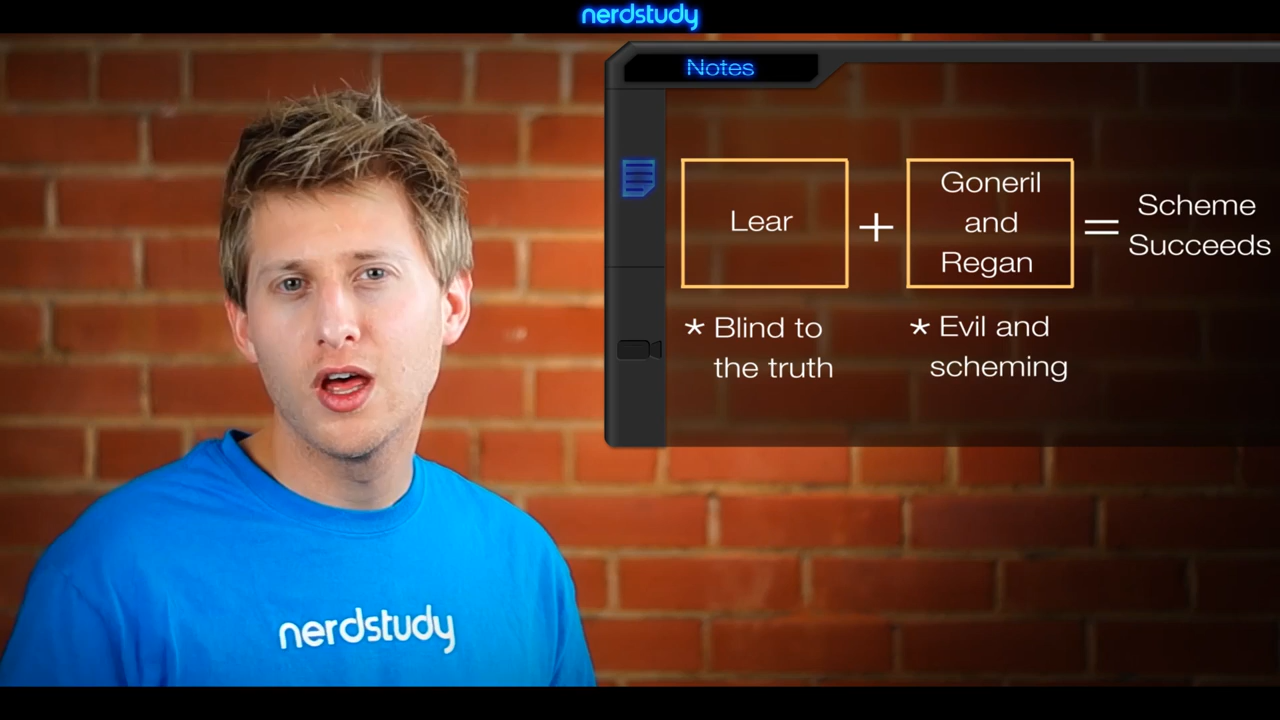 nerdstudy
Notes
Lear
+
Goneril
and
Regan
=
Scheme
Succeeds
* Blind to
the truth
* Evil and
scheming
nerdstudy